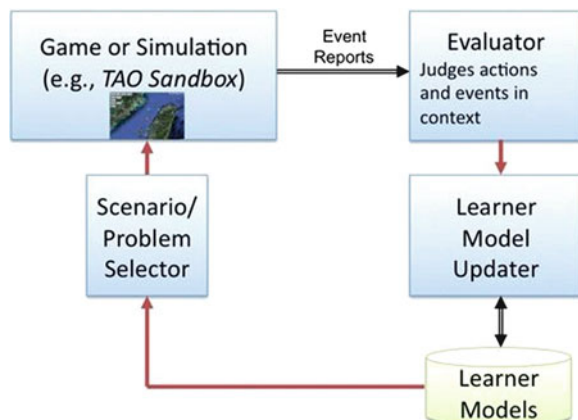 Game or Simulation
(e.g., TAO Sandbox)
Event
Reports
Evaluator
Judges actions
and events in
context
Scenario/
Problem
Selector
Learner
Model
Updater
Learner
Models